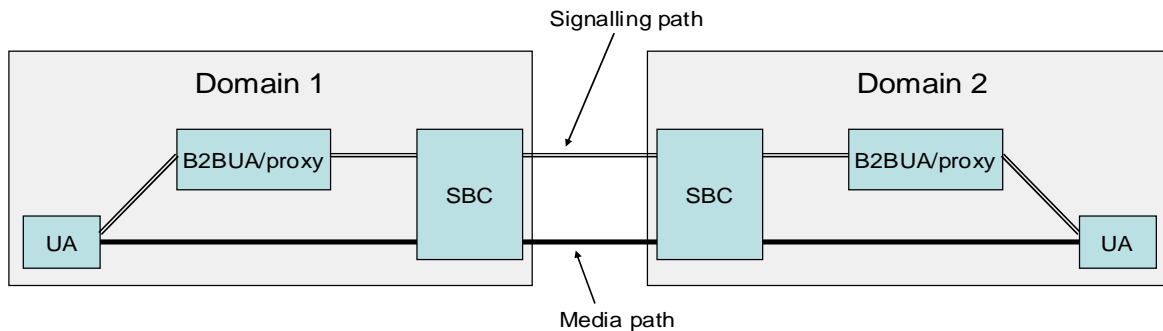 Signalling path
Domain 1
Domain 2
B2BUA/proxy
SBC
SBC
B2BUA/proxy
UA
UA
Media path